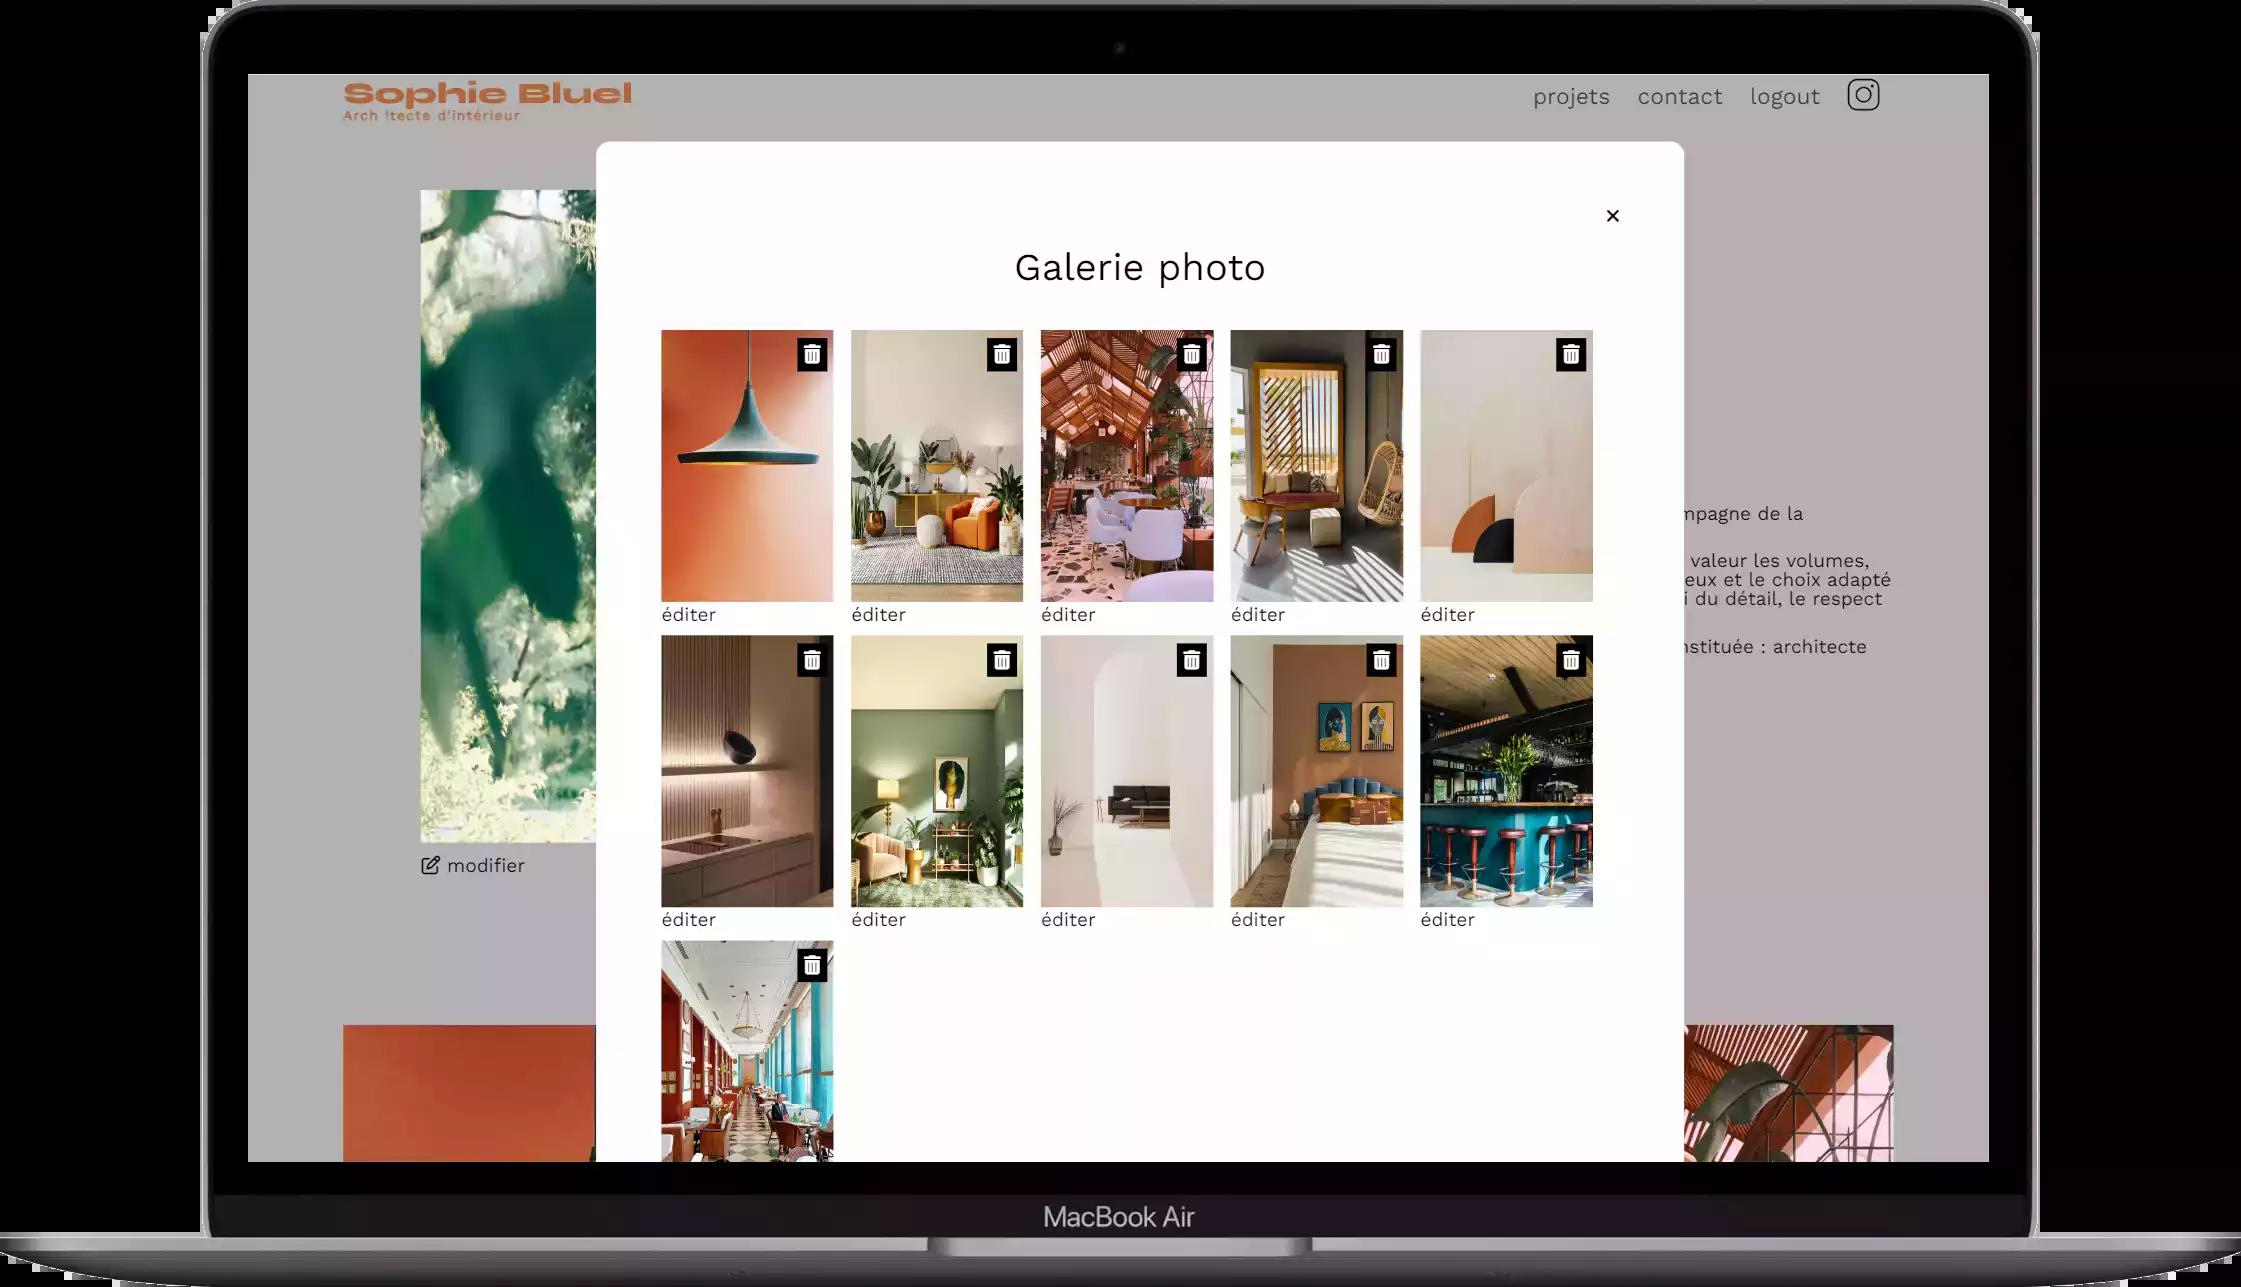 Sophie Bluel
Arch itecte d'intérieur
projets contact logout
×
Galerie photo
éditer éditer éditer éditer éditer
éditer éditer éditer éditer éditer
mpagne de la
valeur les volumes,
eux et le choix adapté
i du détail, le respect
nstituée : architecte
modifier
MacBook Air